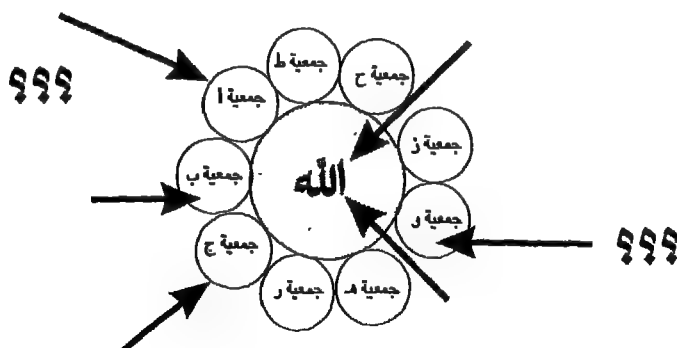 جمعية ط
جمعية ح
جمعية أ
؟؟؟
جمعية ز
جمعية ب
الله
جمعية و
؟؟؟
جمعية ج
جمعية ر
جمعية هـ